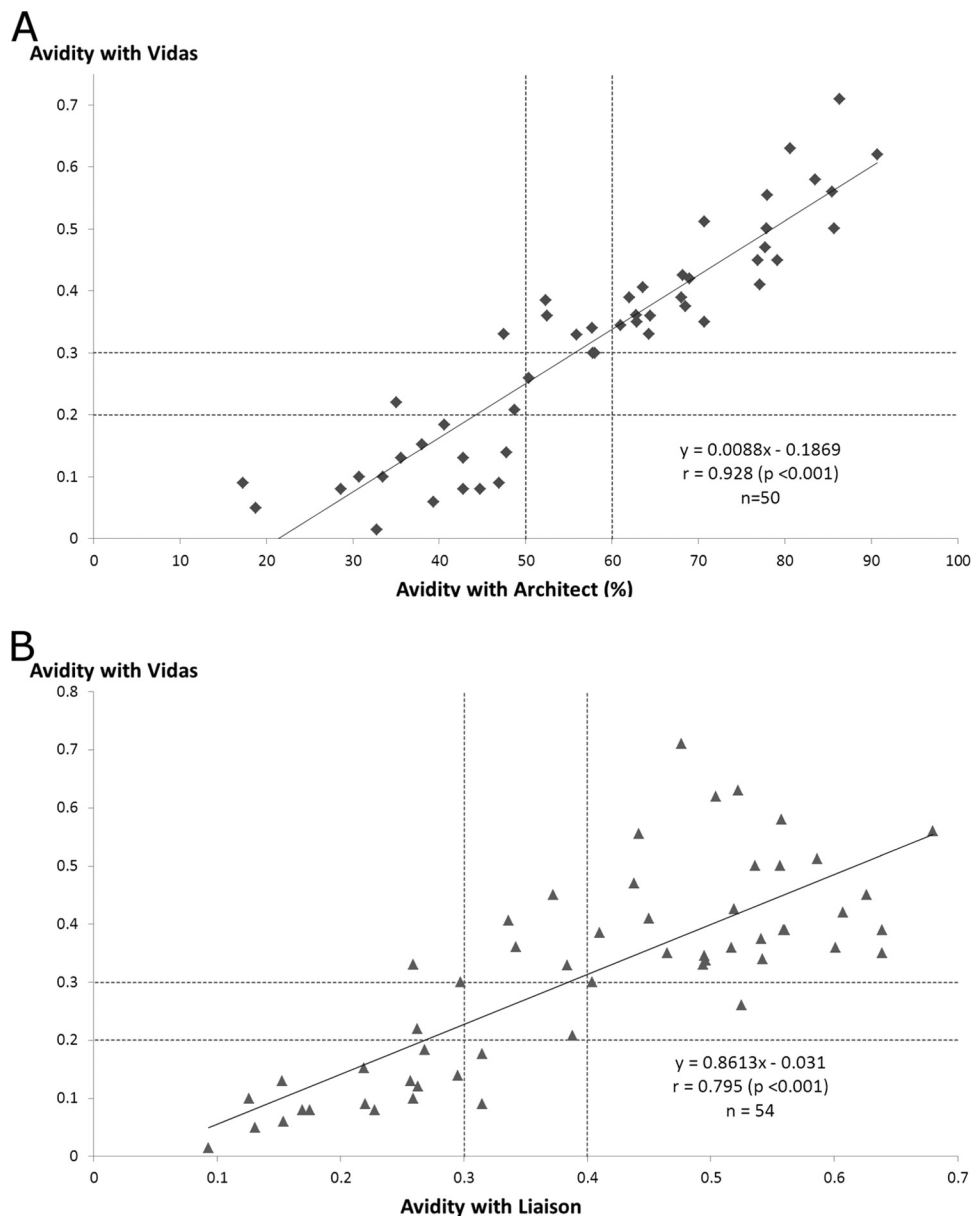 A
Avidity with Vidas
0.7
0.6
0.5
0.4
0.3
0.2
0.1
0
y = 0.0088x - 0.1869
r = 0.928 (p <0.001)
n=50
0 10 20 30 40 50 60 70 80 90 100
Avidity with Architect (%)
B
Avidity with Vidas
0.8
0.7
0.6
0.5
0.4
0.3
0.2
0.1
0
y = 0.8613x - 0.031
r = 0.795 (p <0.001)
n = 54
0 0.1 0.2 0.3 0.4 0.5 0.6 0.7
Avidity with Liaison